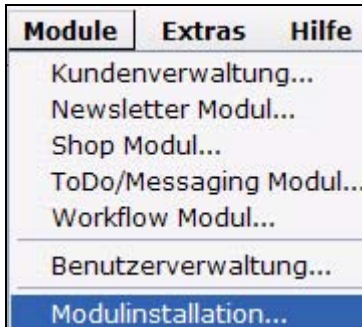 Module Extras Hilfe
Kundenverwaltung...
Newsletter Modul...
Shop Modul...
ToDo/Messaging Modul...
Workflow Modul...
Benutzerverwaltung...
Modulinstallation...